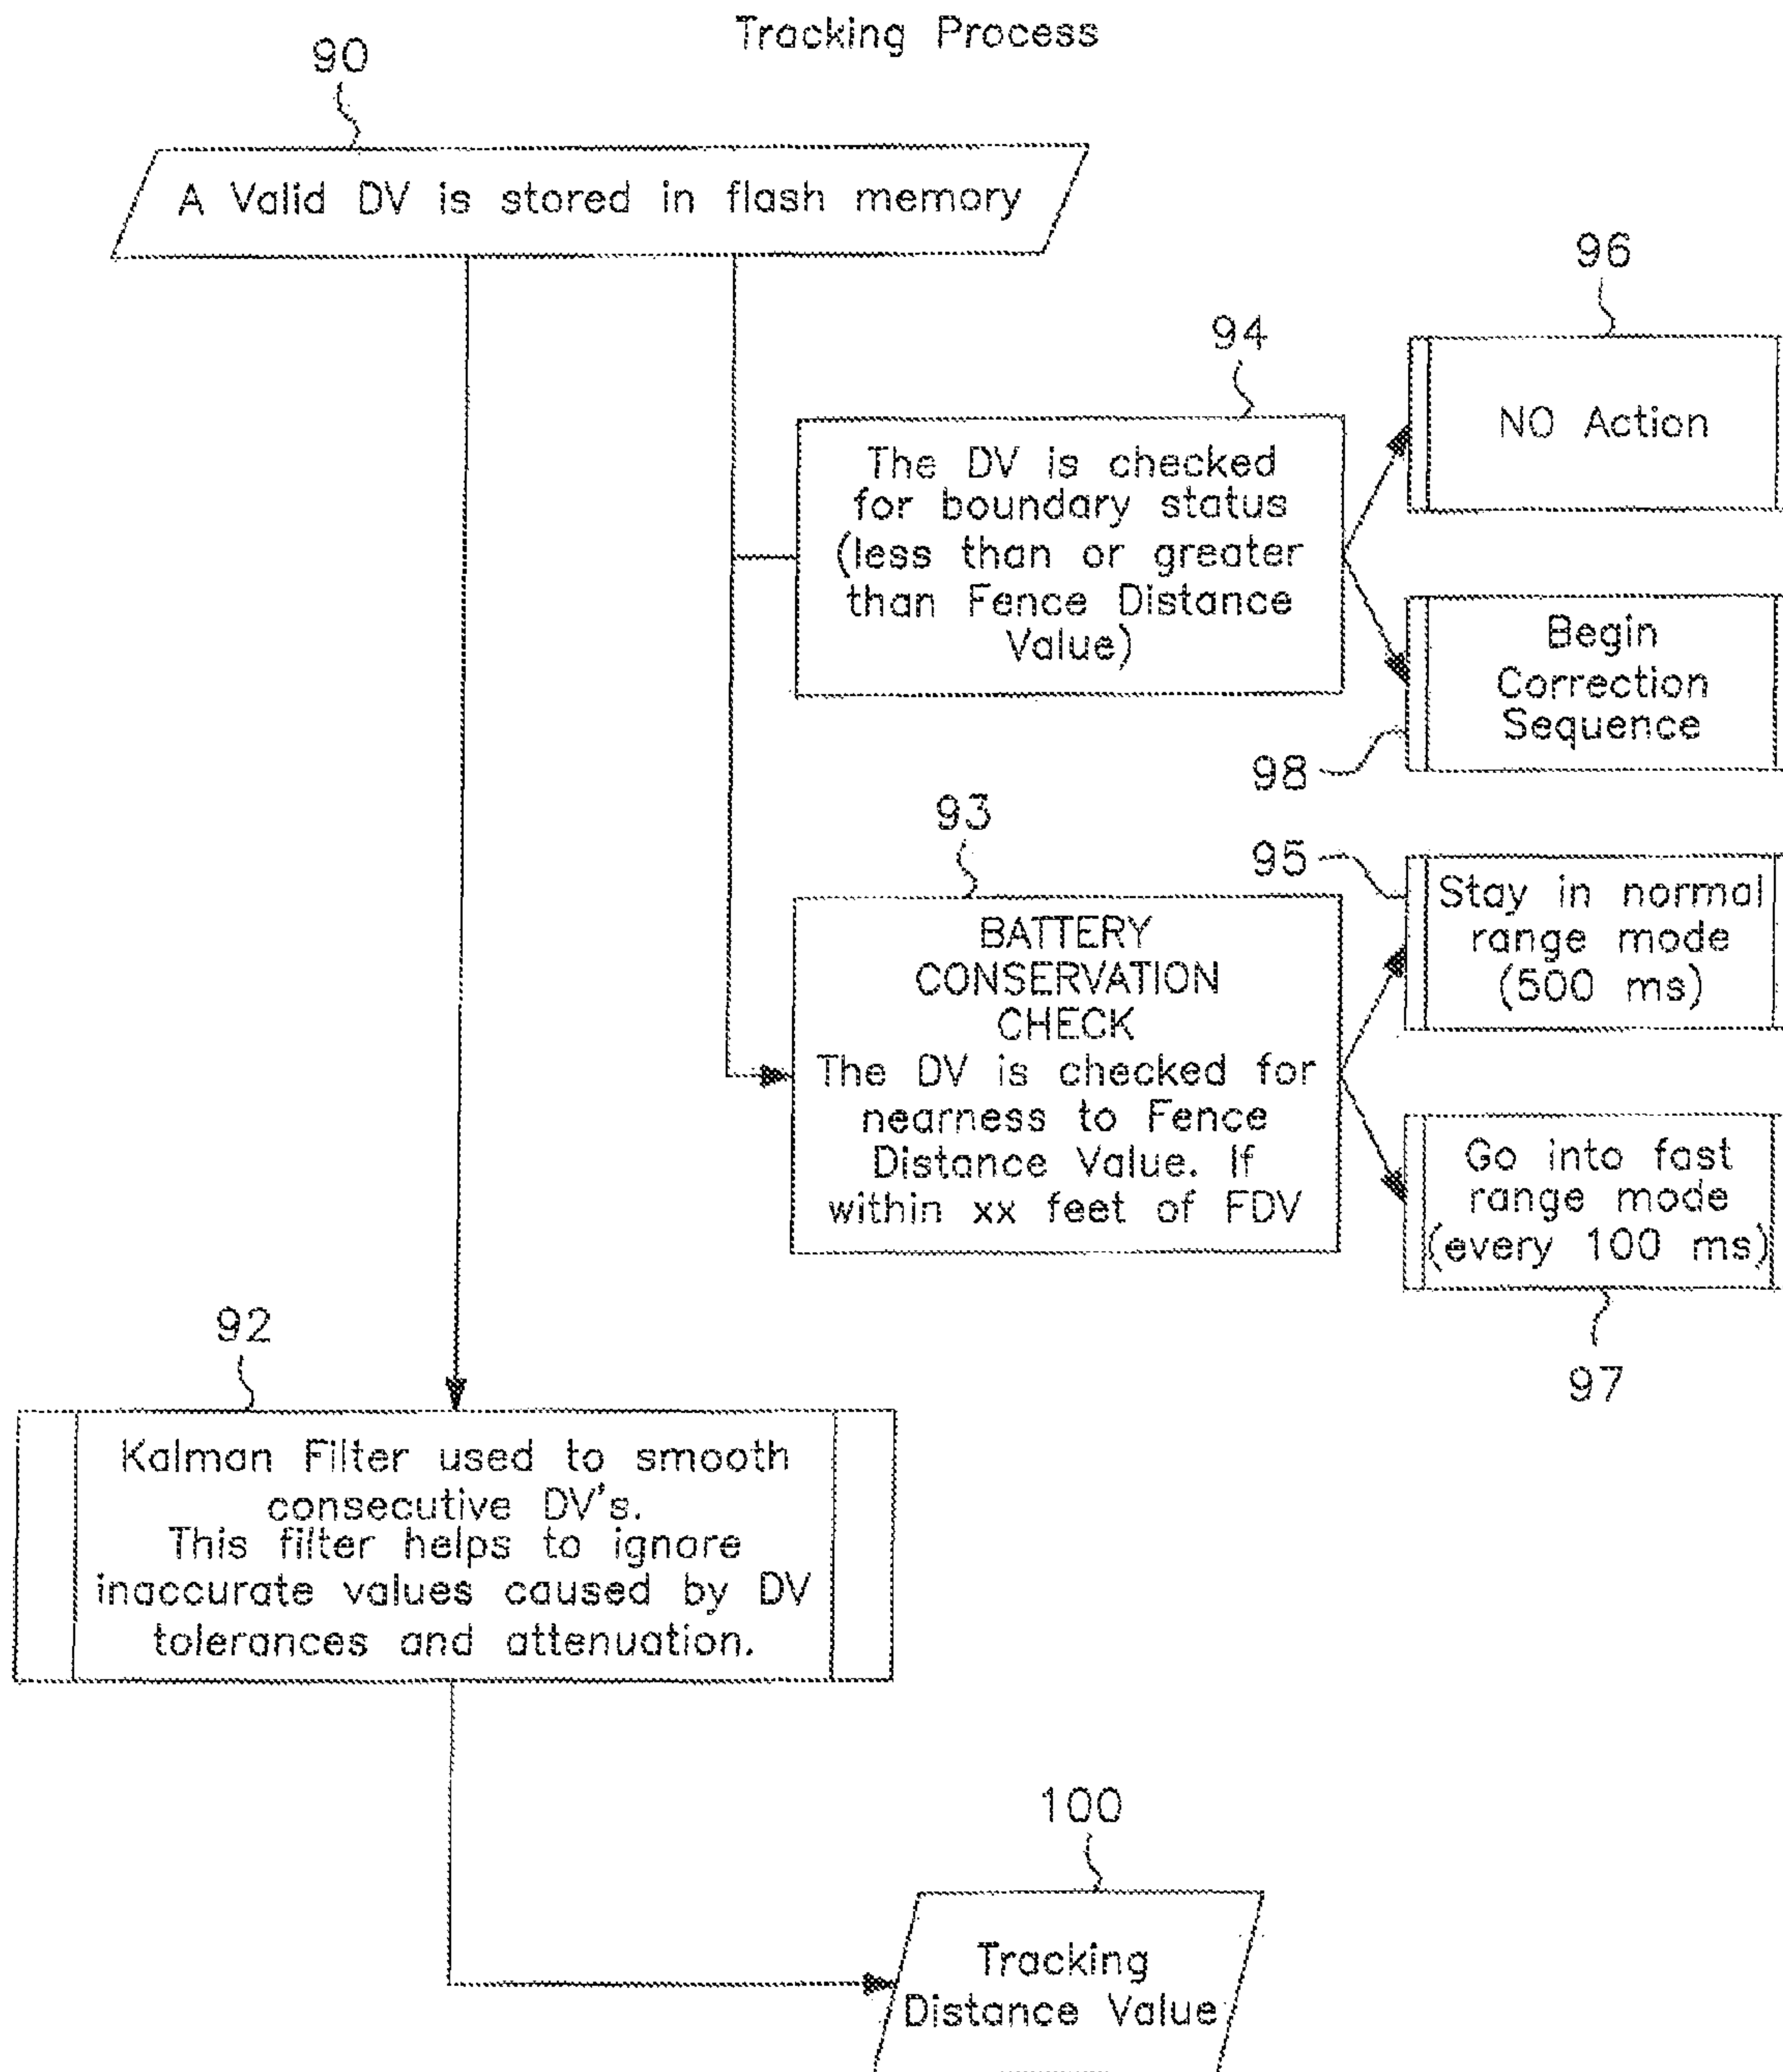 Tracking Process
90
A Valid DV is stored in flash memory
96
94
NO Action
The DV is checked
for boundary status
(less than or greater
than Fence Distance
Value)
Begin
Correction
Sequence
98
93
95
Stay in normal
range mode
(500 ms)
BATTERY
CONSERVATION
CHECK
The DV is checked for
nearness to Fence
Distance Value. If
within xx feet of FDV
Go into fast
range mode
(every 100 ms)
97
92
Kalman Filter used to smooth
consecutive DV's.
This filter helps to ignore
inaccurate values caused by DV
tolerances and attenuation.
100
Tracking
Distance Value